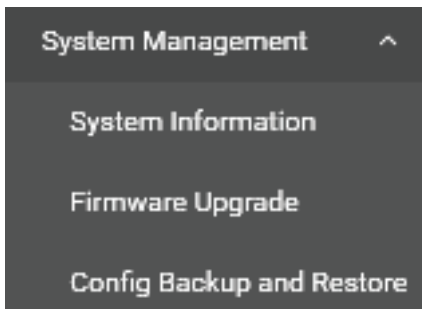 System Management
System Information
Firmware Upgrade
Config Backup and Restore